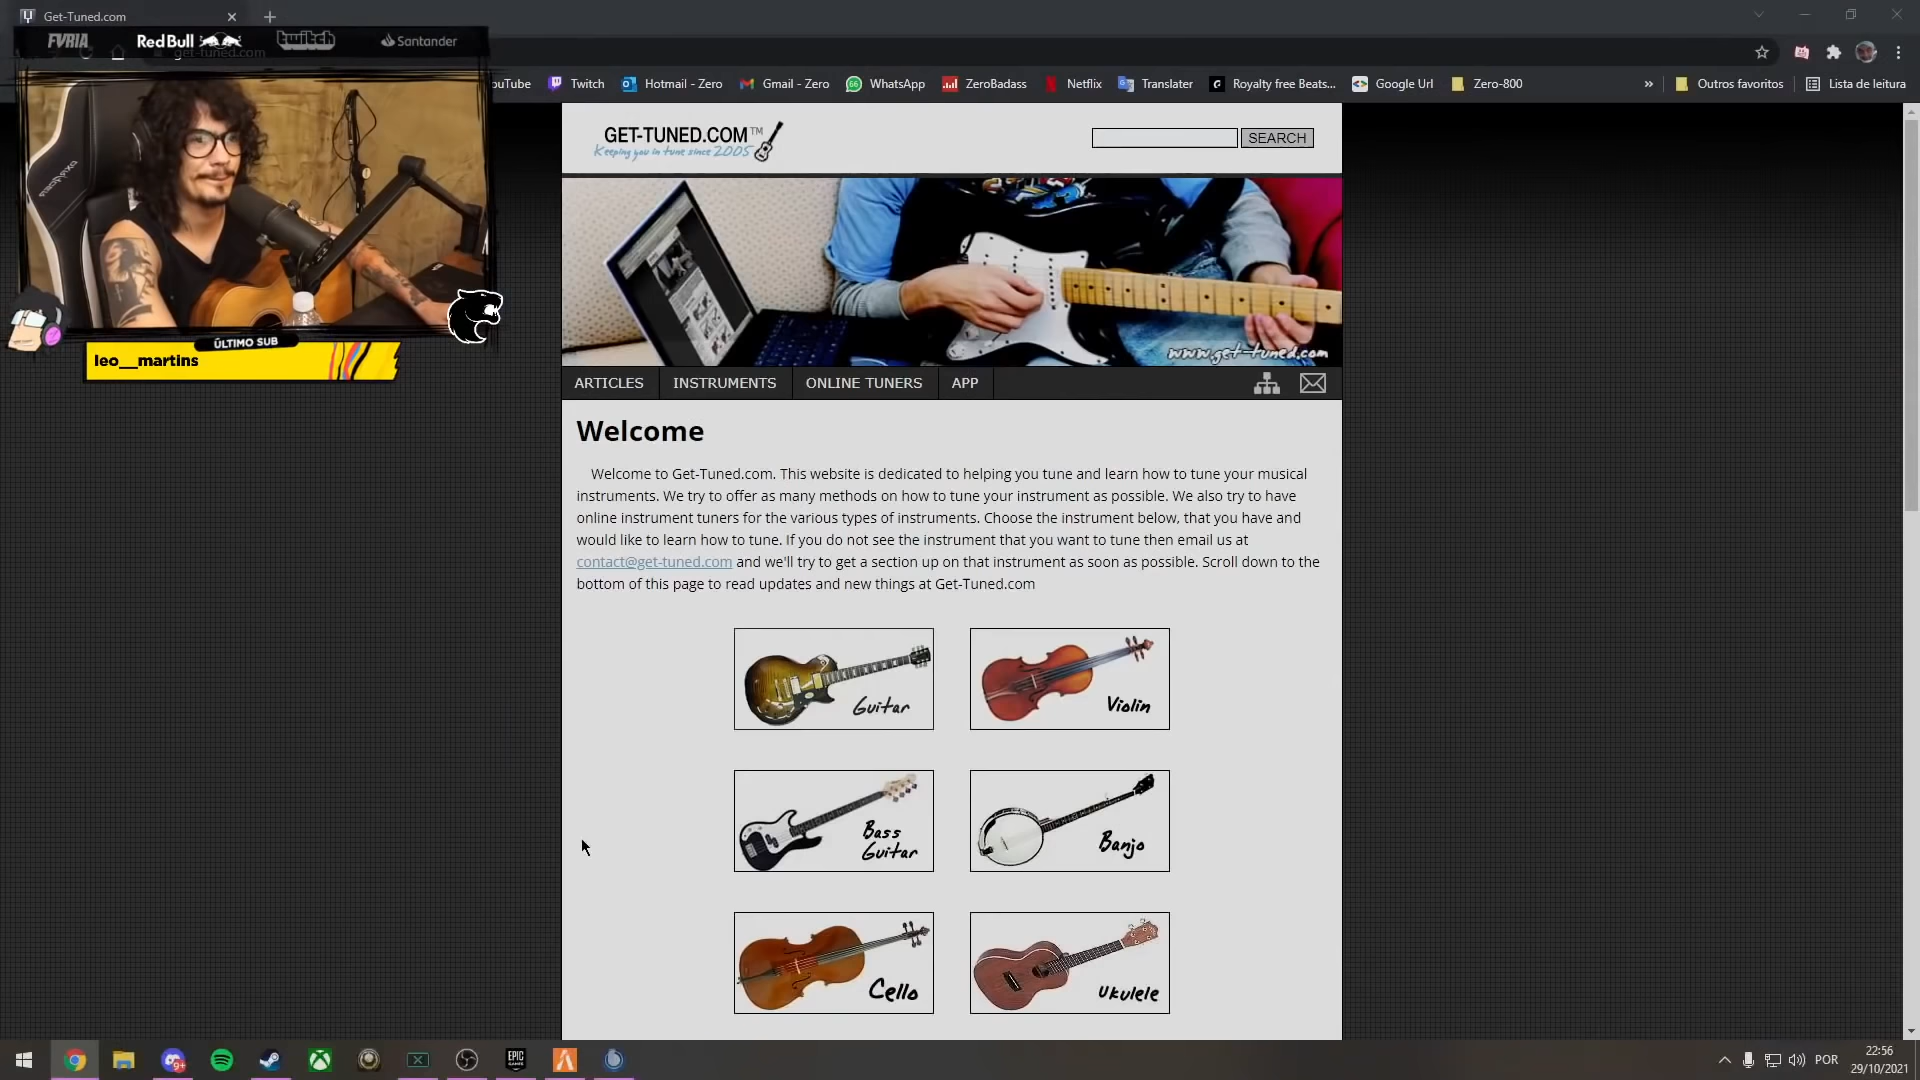 Get-Tuned.com
FVRIA Red Bull twitch Santander
get-tuned.com
ouTube Twitch Hotmail - Zero Gmail - Zero WhatsApp ZeroBadass Netflix Translater Royalty free Beats... Google Url Zero-800 » Outros favoritos Lista de leitura
GET-TUNED.COM™
Keeping you in tune since 2005
SEARCH
www.get-tuned.com
ÚLTIMO SUB
leo__martins
ARTICLES INSTRUMENTS ONLINE TUNERS APP
Welcome
Welcome to Get-Tuned.com. This website is dedicated to helping you tune and learn how to tune your musical
instruments. We try to offer as many methods on how to tune your instrument as possible. We also try to have
online instrument tuners for the various types of instruments. Choose the instrument below, that you have and
would like to learn how to tune. If you do not see the instrument that you want to tune then email us at
contact@get-tuned.com and we'll try to get a section up on that instrument as soon as possible. Scroll down to the
bottom of this page to read updates and new things at Get-Tuned.com
Guitar
Violin
Bass
Guitar
Banjo
Cello
Ukulele
EPIC
GAMES
POR
22:56
29/10/2021